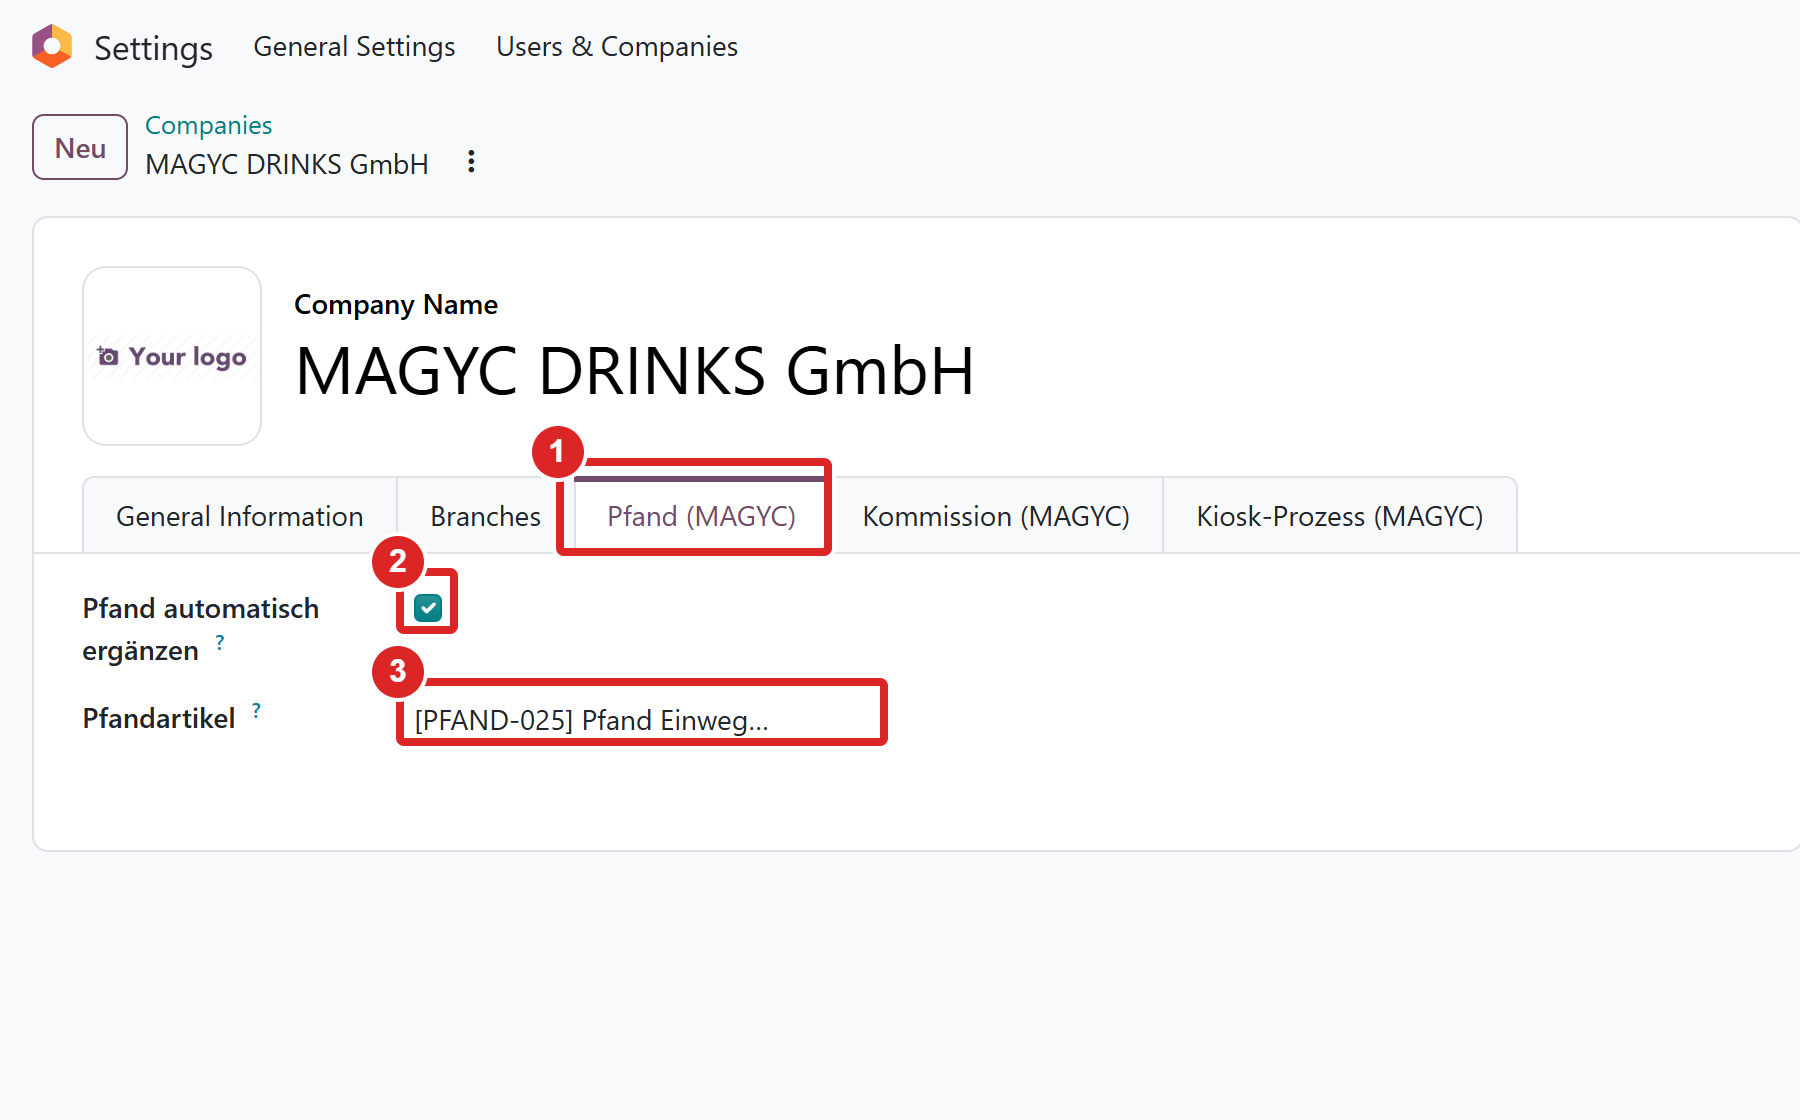 Settings General Settings Users & Companies
Neu
Companies
MAGYC DRINKS GmbH
Your logo
Company Name
MAGYC DRINKS GmbH
1
General Information Branches Pfand (MAGYC) Kommission (MAGYC) Kiosk-Prozess (MAGYC)
2
Pfand automatisch
ergänzen ?
3
Pfandartikel ? [PFAND-025] Pfand Einweg...